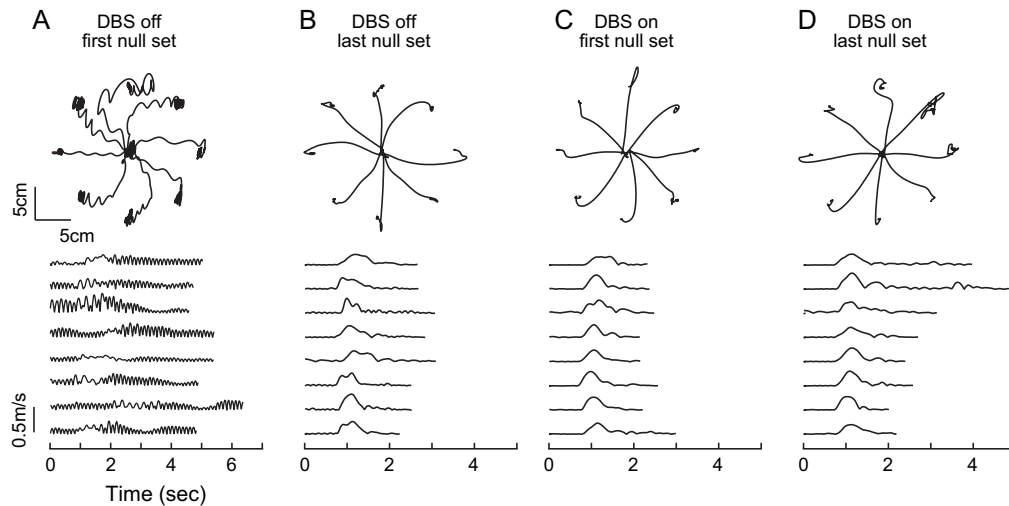 A
DBS off
first null set
B
DBS off
last null set
C
DBS on
first null set
D
DBS on
last null set
5cm
5cm
0.5m/s
0 2 4 6
0 2 4
0 2 4
0 2 4
Time (sec)